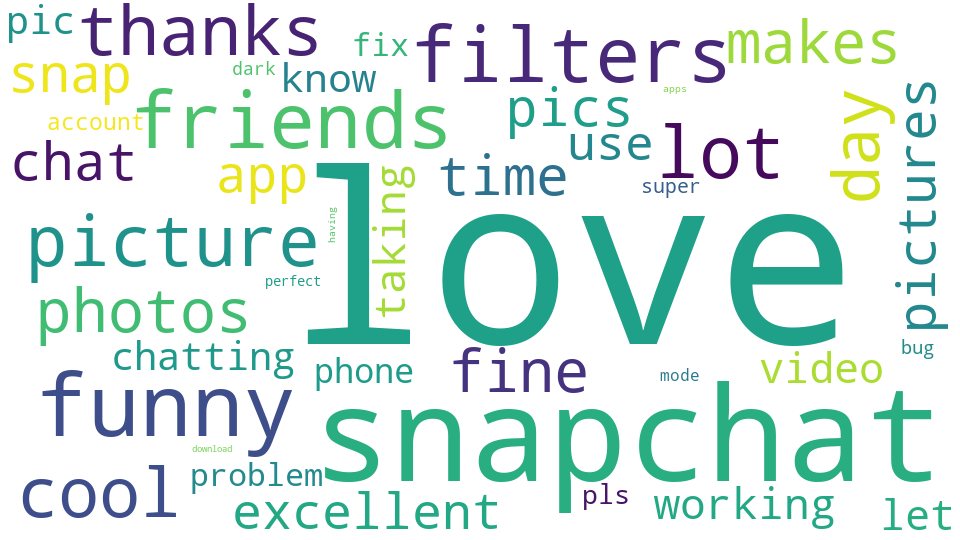 pic
thanks
fix
filters
makes
snap
dark
know
apps
account
friends
pics
use
lot
day
pictures
chat
app
taking
time
super
love
picture
having
perfect
photos
chatting
phone
fine
mode
video
bug
funny
snapchat
download
cool
problem
excellent
pls
working
let